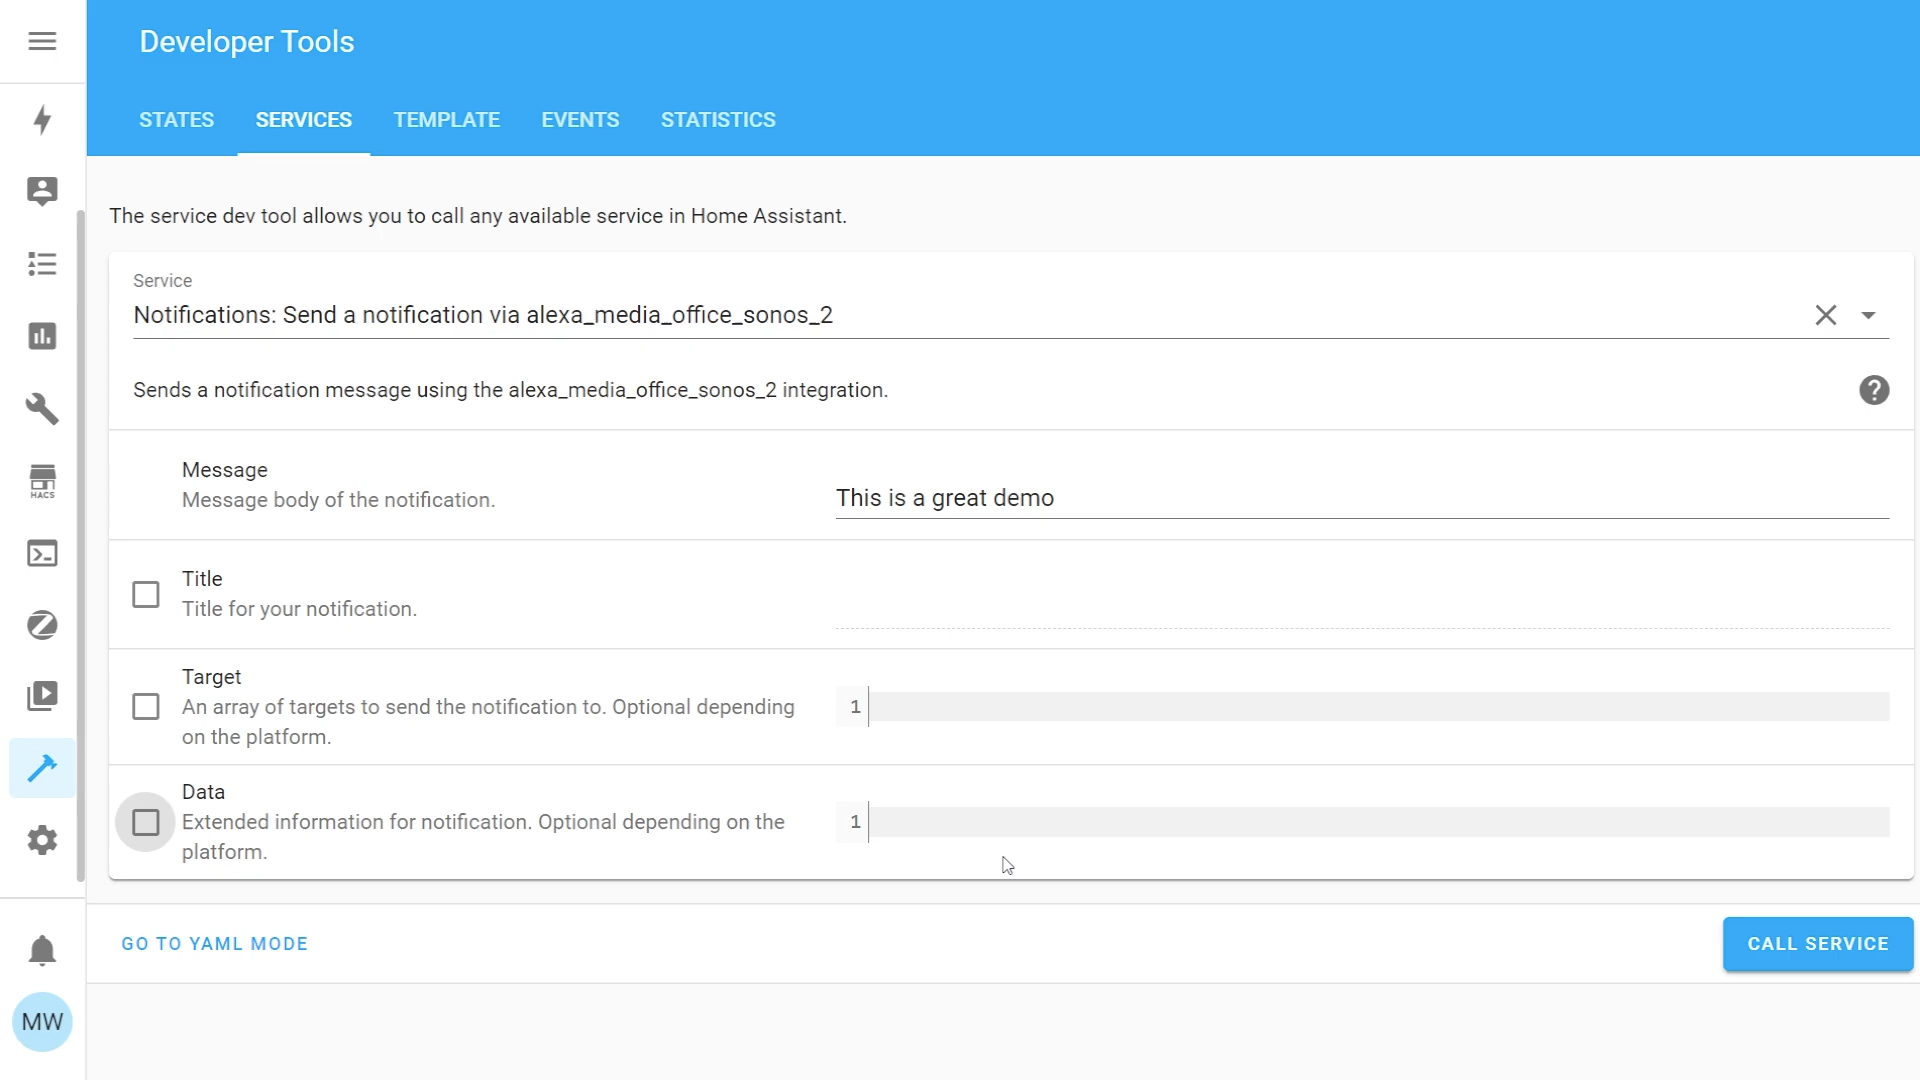 Developer Tools
STATES SERVICES TEMPLATE EVENTS STATISTICS
The service dev tool allows you to call any available service in Home Assistant.
Service
Notifications: Send a notification via alexa_media_office_sonos_2
Sends a notification message using the alexa_media_office_sonos_2 integration.
?
Message
Message body of the notification.
This is a great demo
HACS
Title
Title for your notification.
Target
An array of targets to send the notification to. Optional depending
on the platform.
1
Data
Extended information for notification. Optional depending on the
platform.
1
GO TO YAML MODE
CALL SERVICE
MW